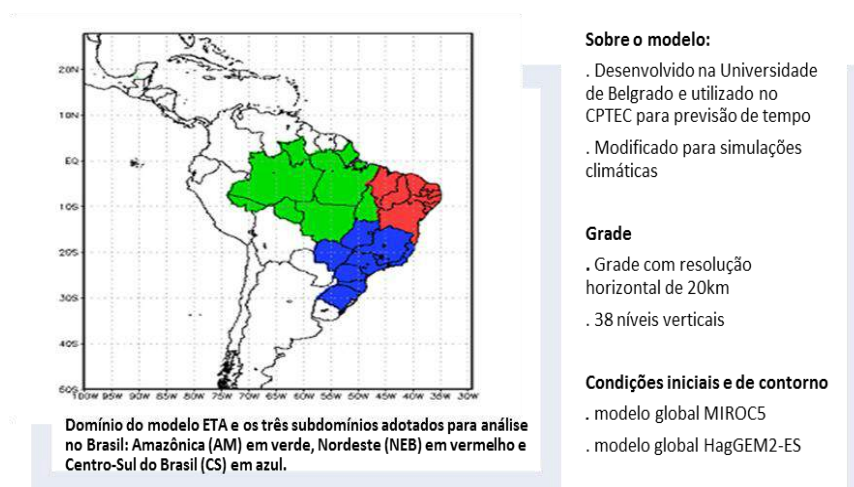 20N
10N
EQ
10S
20S
30S
40S
50S
100W 95W 90W 85W 80W 75W 70W 65W 60W 55W 50W 45W 40W 35W 30W
Domínio do modelo ETA e os três subdomínios adotados para análise
no Brasil: Amazônica (AM) em verde, Nordeste (NEB) em vermelho e
Centro-Sul do Brasil (CS) em azul.
Sobre o modelo:
. Desenvolvido na Universidade
de Belgrado e utilizado no
CPTEC para previsão de tempo
. Modificado para simulações
climáticas
Grade
. Grade com resolução
horizontal de 20km
. 38 níveis verticais
Condições iniciais e de contorno
. modelo global MIROC5
. modelo global HagGEM2-ES